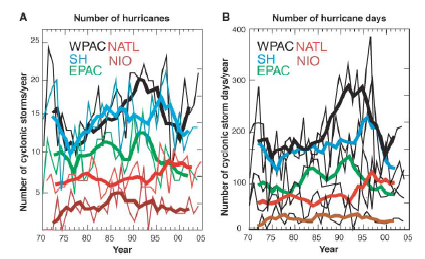 A Number of hurricanes
Number of cyclonic storms/year
25
20
15
10
5
WPAC NATL
SH NIO
EPAC
70 75 80 85 90 95 00 05
Year
B Number of hurricane days
Number of cyclonic storm days/year
400
300
200
100
0
WPAC NATL
SH NIO
EPAC
70 75 80 85 90 95 00 05
Year